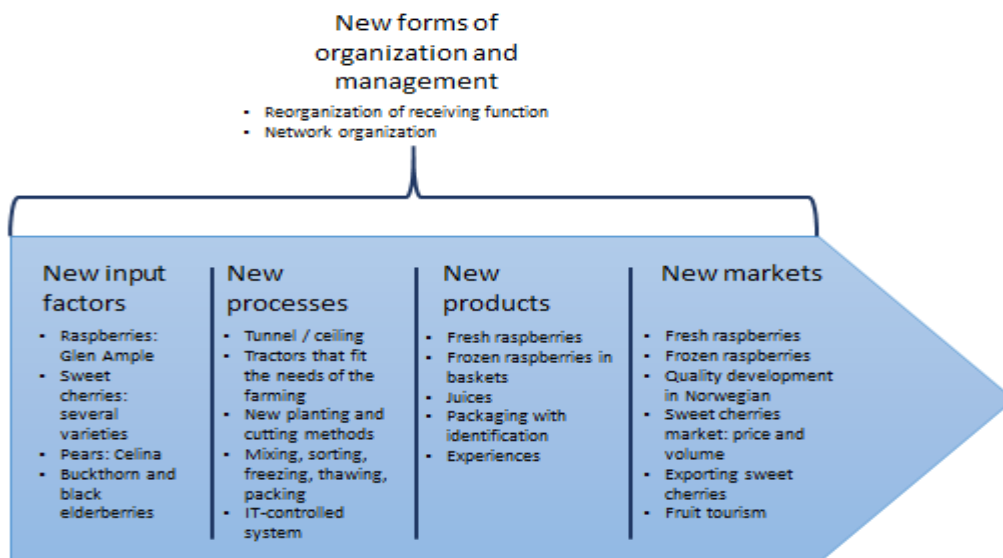 New forms of
organization and
management
▪ Reorganization of receiving function
▪ Network organization
New input
factors
▪ Raspberries:
Glen Ample
▪ Sweet
cherries:
several
varieties
▪ Pears: Celina
▪ Buckthorn and
black
elderberries
New
processes
▪ Tunnel / ceiling
▪ Tractors that fit
the needs of the
farming
▪ New planting and
cutting methods
▪ Mixing, sorting,
freezing, thawing,
packing
▪ IT-controlled
system
New
products
▪ Fresh raspberries
▪ Frozen raspberries in
baskets
▪ Juices
▪ Packaging with
identification
▪ Experiences
New markets
▪ Fresh raspberries
▪ Frozen raspberries
▪ Quality development
in Norwegian
▪ Sweet cherries
market: price and
volume
▪ Exporting sweet
cherries
▪ Fruit tourism